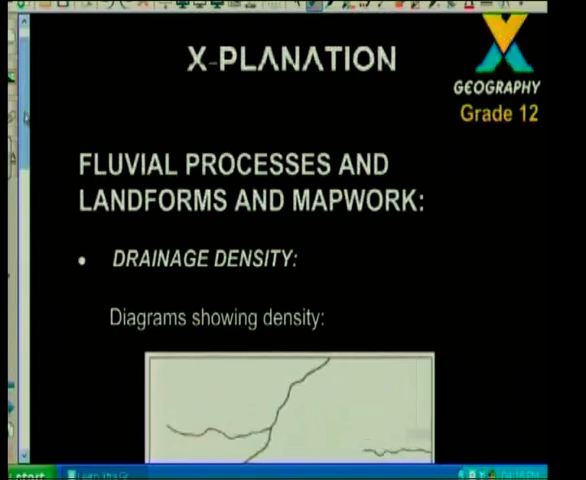 X-PLANATION
GEOGRAPHY
Grade 12
FLUVIAL PROCESSES AND
LANDFORMS AND MAPWORK:
• DRAINAGE DENSITY:
Diagrams showing density:
start